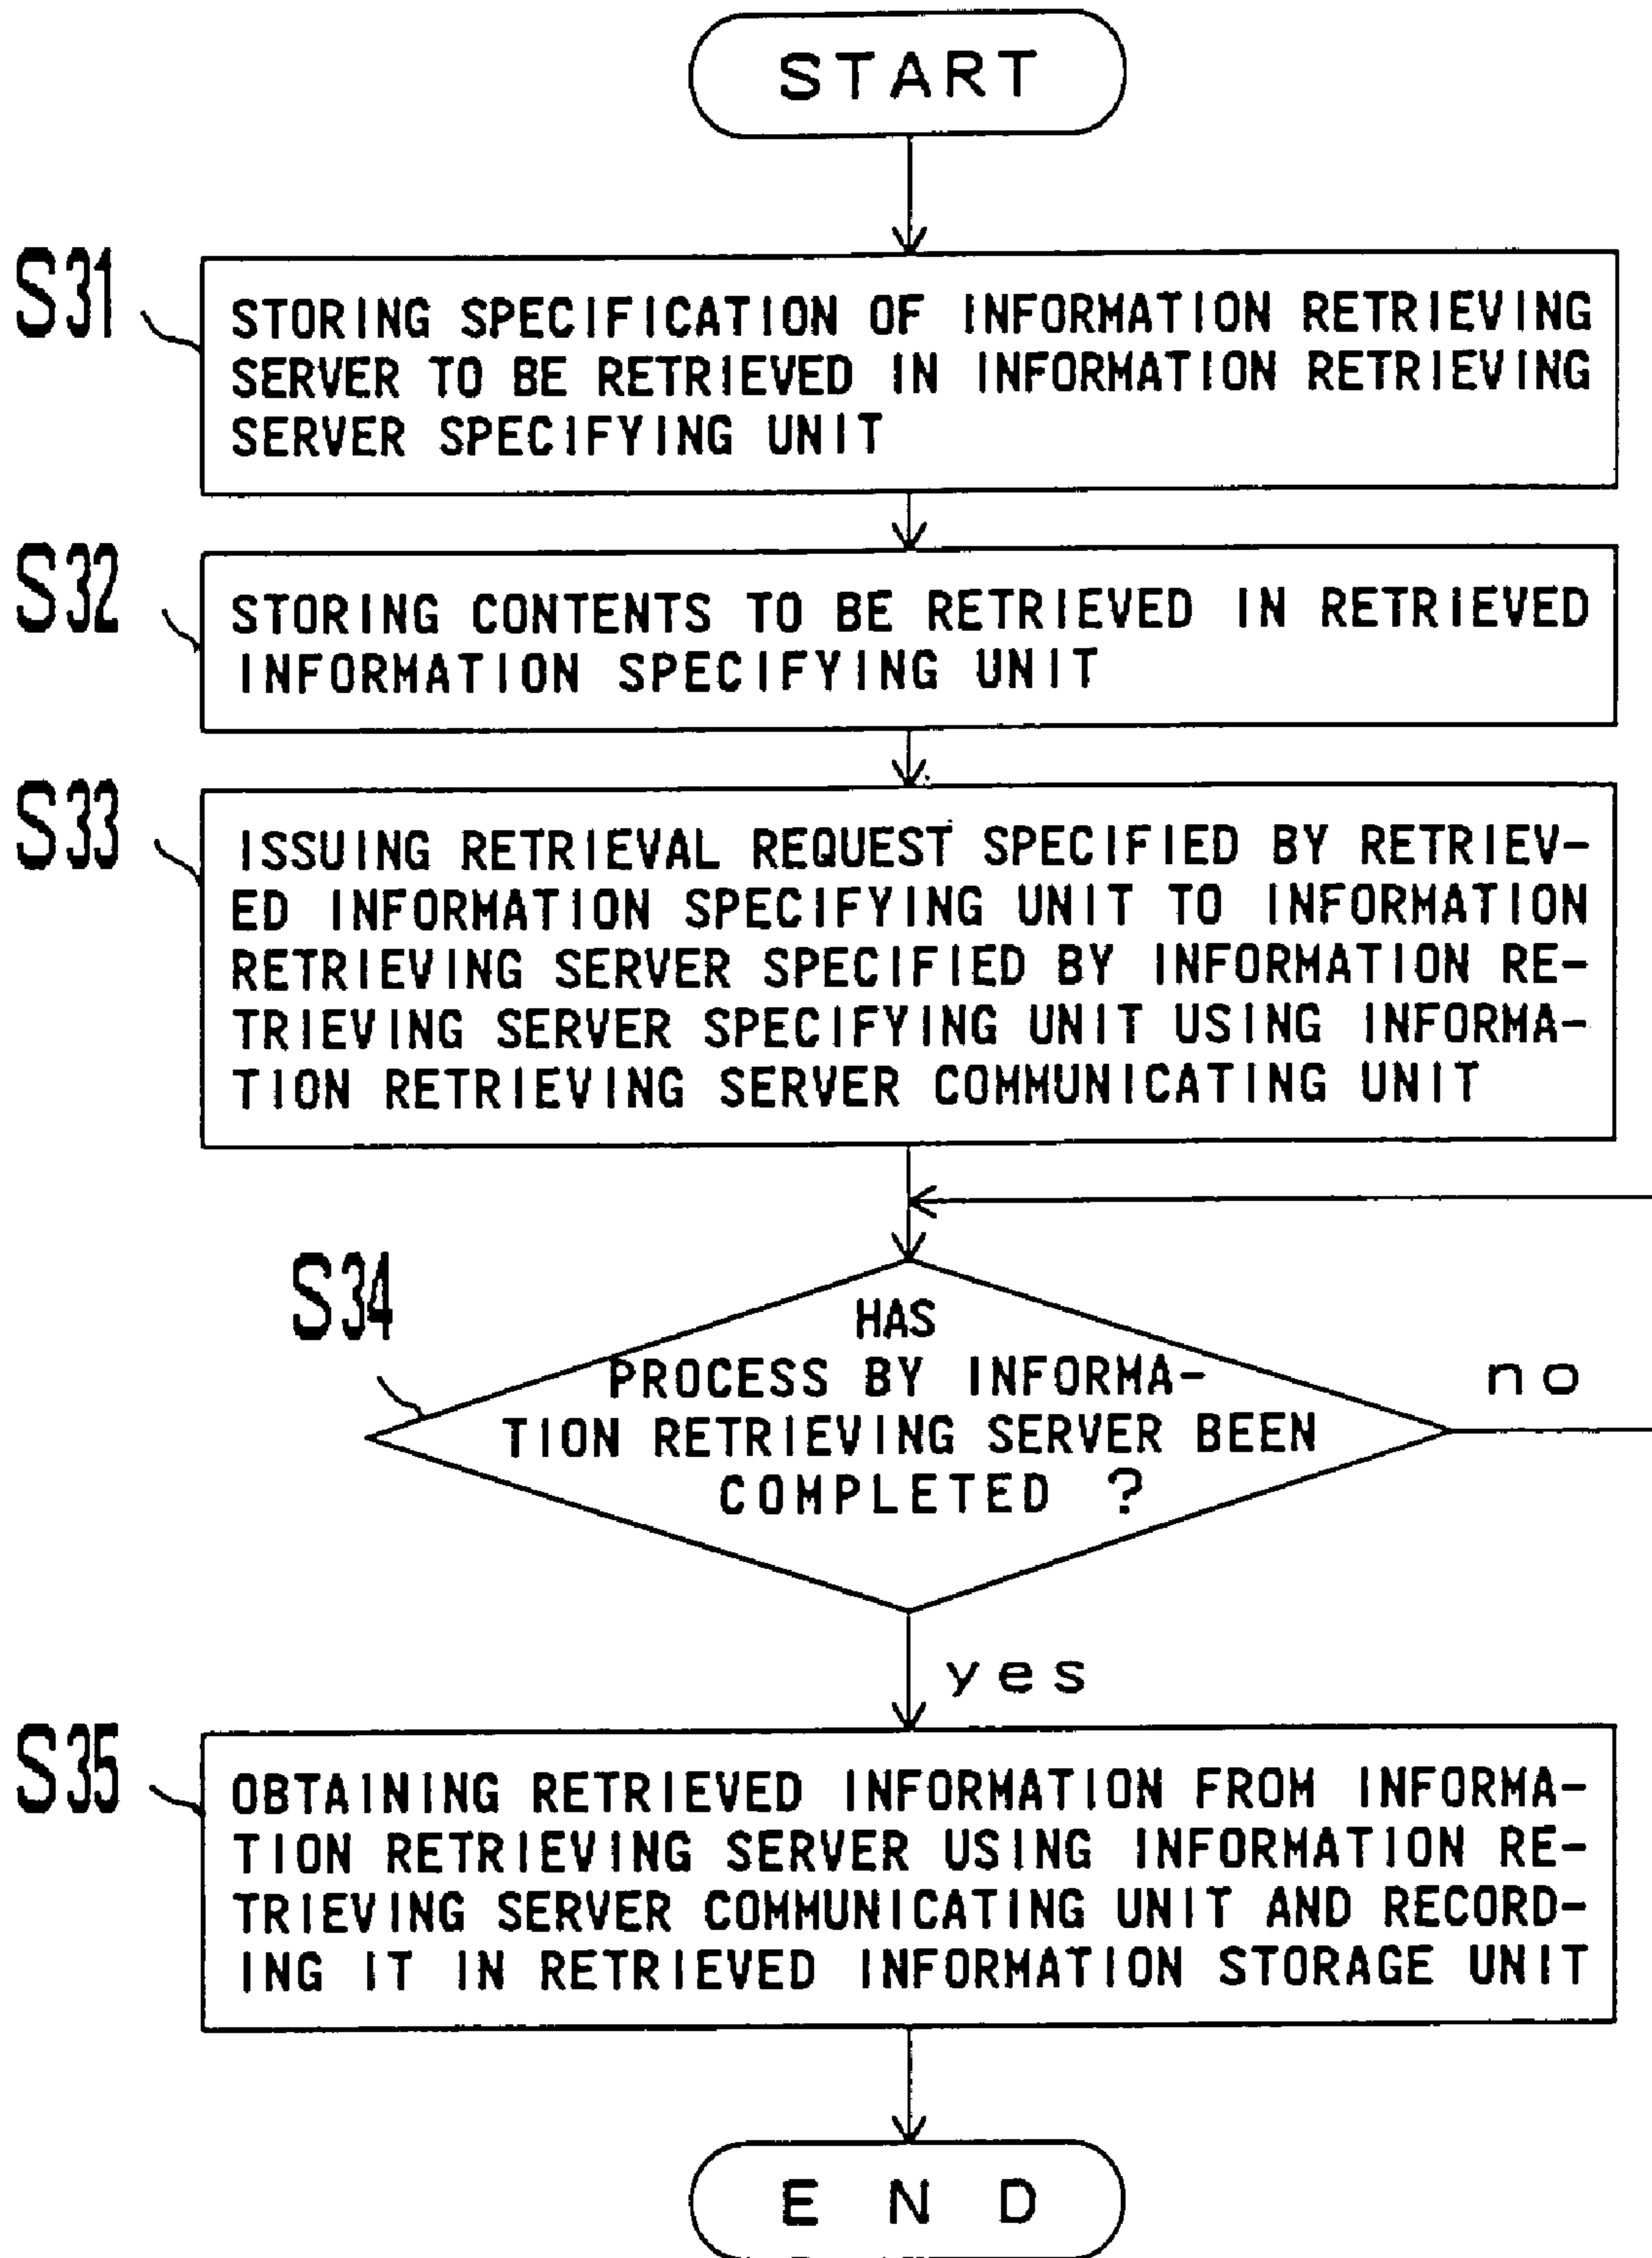 START
S31
STORING SPECIFICATION OF INFORMATION RETRIEVING
SERVER TO BE RETRIEVED IN INFORMATION RETRIEVING
SERVER SPECIFYING UNIT
S32
STORING CONTENTS TO BE RETRIEVED IN RETRIEVED
INFORMATION SPECIFYING UNIT
S33
ISSUING RETRIEVAL REQUEST SPECIFIED BY RETRIEV-
ED INFORMATION SPECIFYING UNIT TO INFORMATION
RETRIEVING SERVER SPECIFIED BY INFORMATION RE-
TRIEVING SERVER SPECIFYING UNIT USING INFORMA-
TION RETRIEVING SERVER COMMUNICATING UNIT
S34
HAS
PROCESS BY INFORMA-
TION RETRIEVING SERVER BEEN
COMPLETED ?
no
yes
S35
OBTAINING RETRIEVED INFORMATION FROM INFORMA-
TION RETRIEVING SERVER USING INFORMATION RE-
TRIEVING SERVER COMMUNICATING UNIT AND RECORD-
ING IT IN RETRIEVED INFORMATION STORAGE UNIT
END